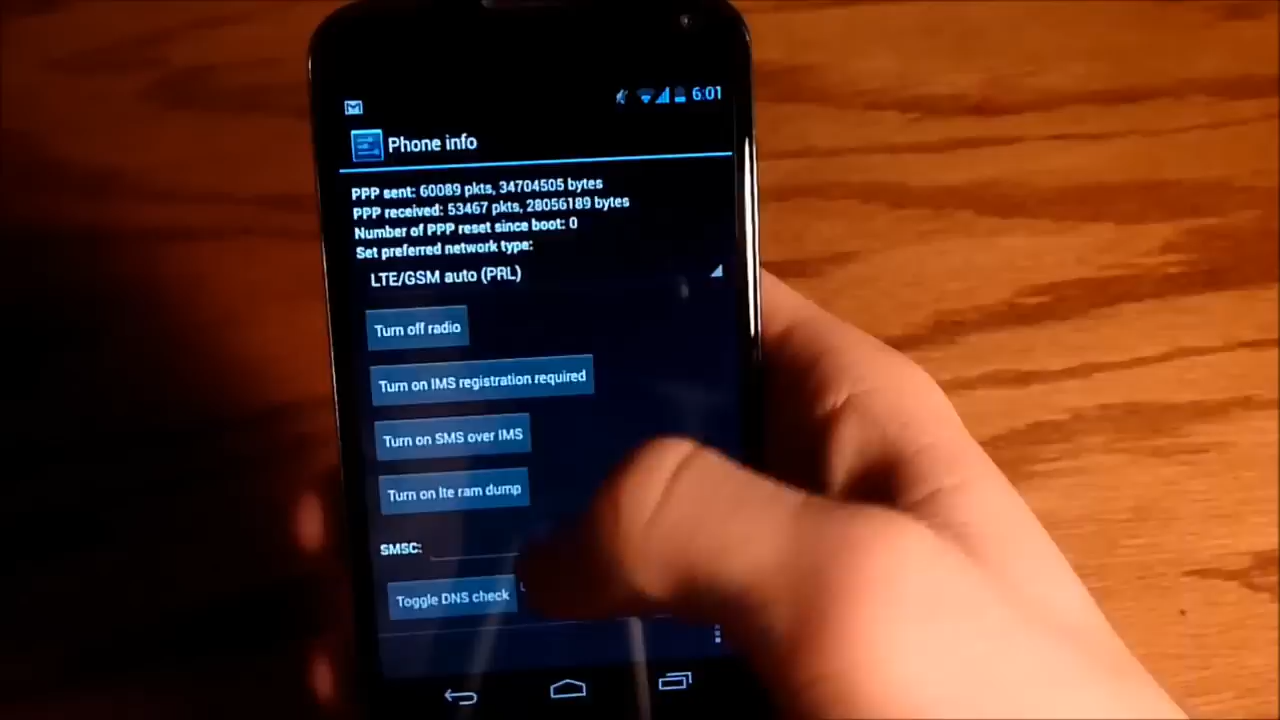 6:01
Phone info
PPP sent: 60089 pkts, 34704505 bytes
PPP received: 53467 pkts, 28056189 bytes
Number of PPP reset since boot: 0
Set preferred network type:
LTE/GSM auto (PRL)
Turn off radio
Turn on IMS registration required
Turn on SMS over IMS
Turn on lte ram dump
SMSC:
Toggle DNS check